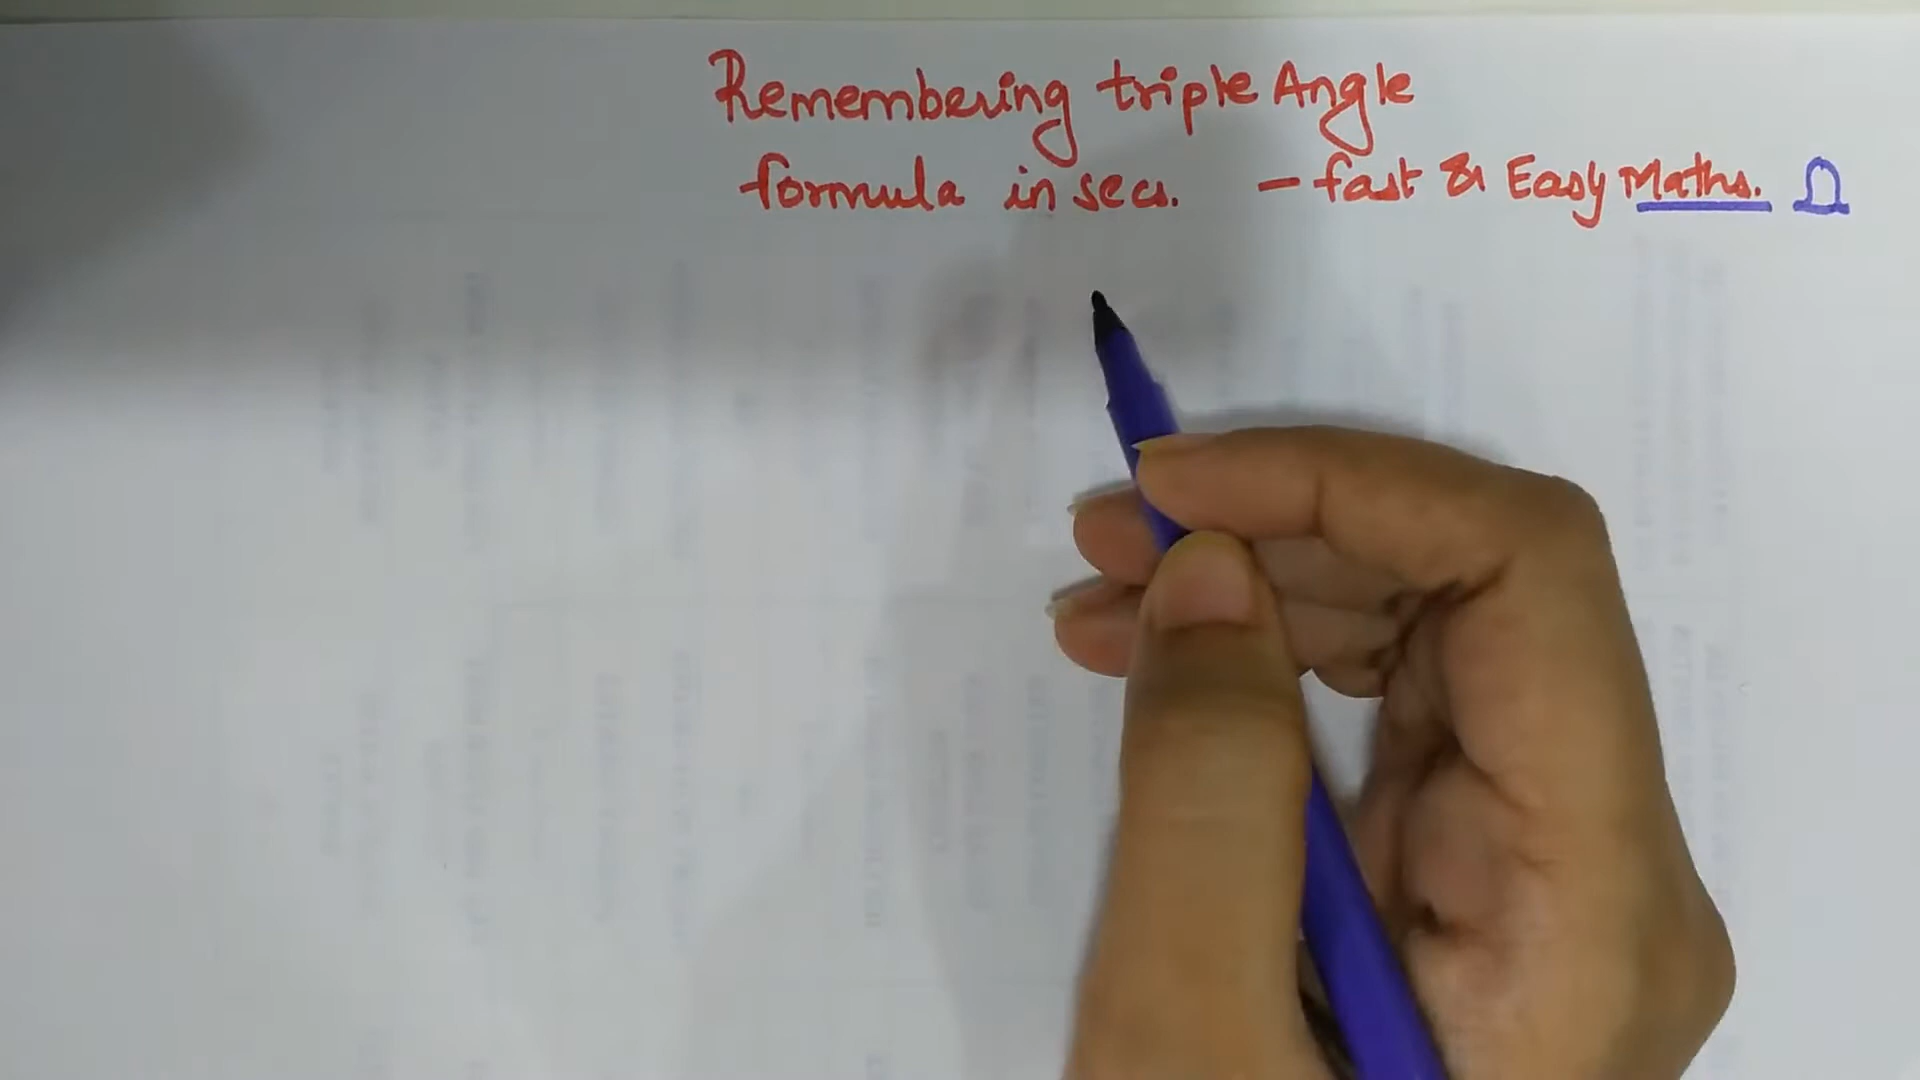 Remembering triple Angle
formula in secs. - fast & Easy Maths.